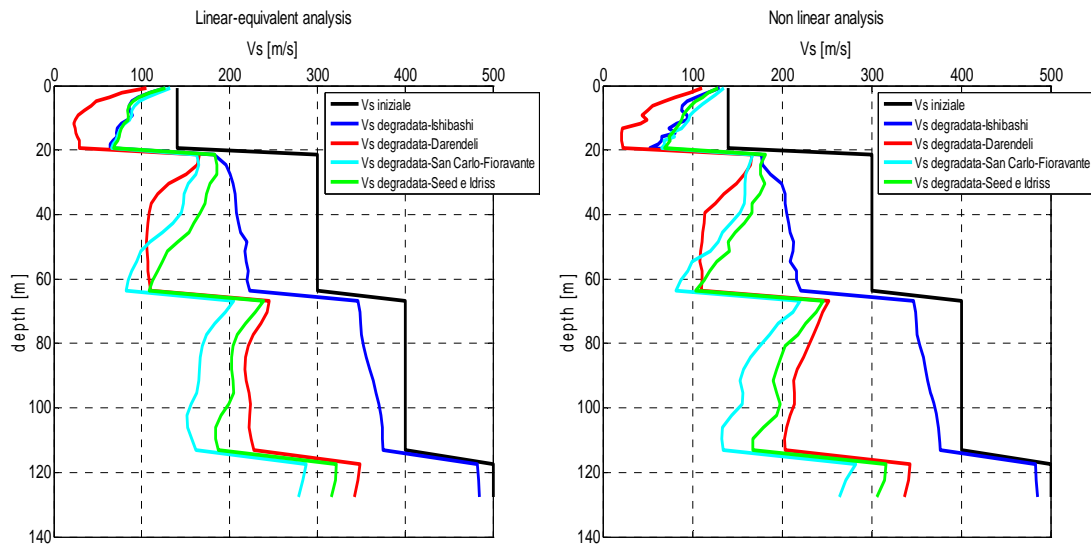 Linear-equivalent analysis
Vs [m/s]
0 100 200 300 400 500
0
20
40
60
80
100
120
140
depth [m]
Vs iniziale
Vs degradata-Ishibashi
Vs degradata-Darendeli
Vs degradata-San Carlo-Fioravante
Vs degradata-Seed e Idriss
Non linear analysis
Vs [m/s]
0 100 200 300 400 500
0
20
40
60
80
100
120
140
depth [m]
Vs iniziale
Vs degradata-Ishibashi
Vs degradata-Darendeli
Vs degradata-San Carlo-Fioravante
Vs degradata-Seed e Idriss